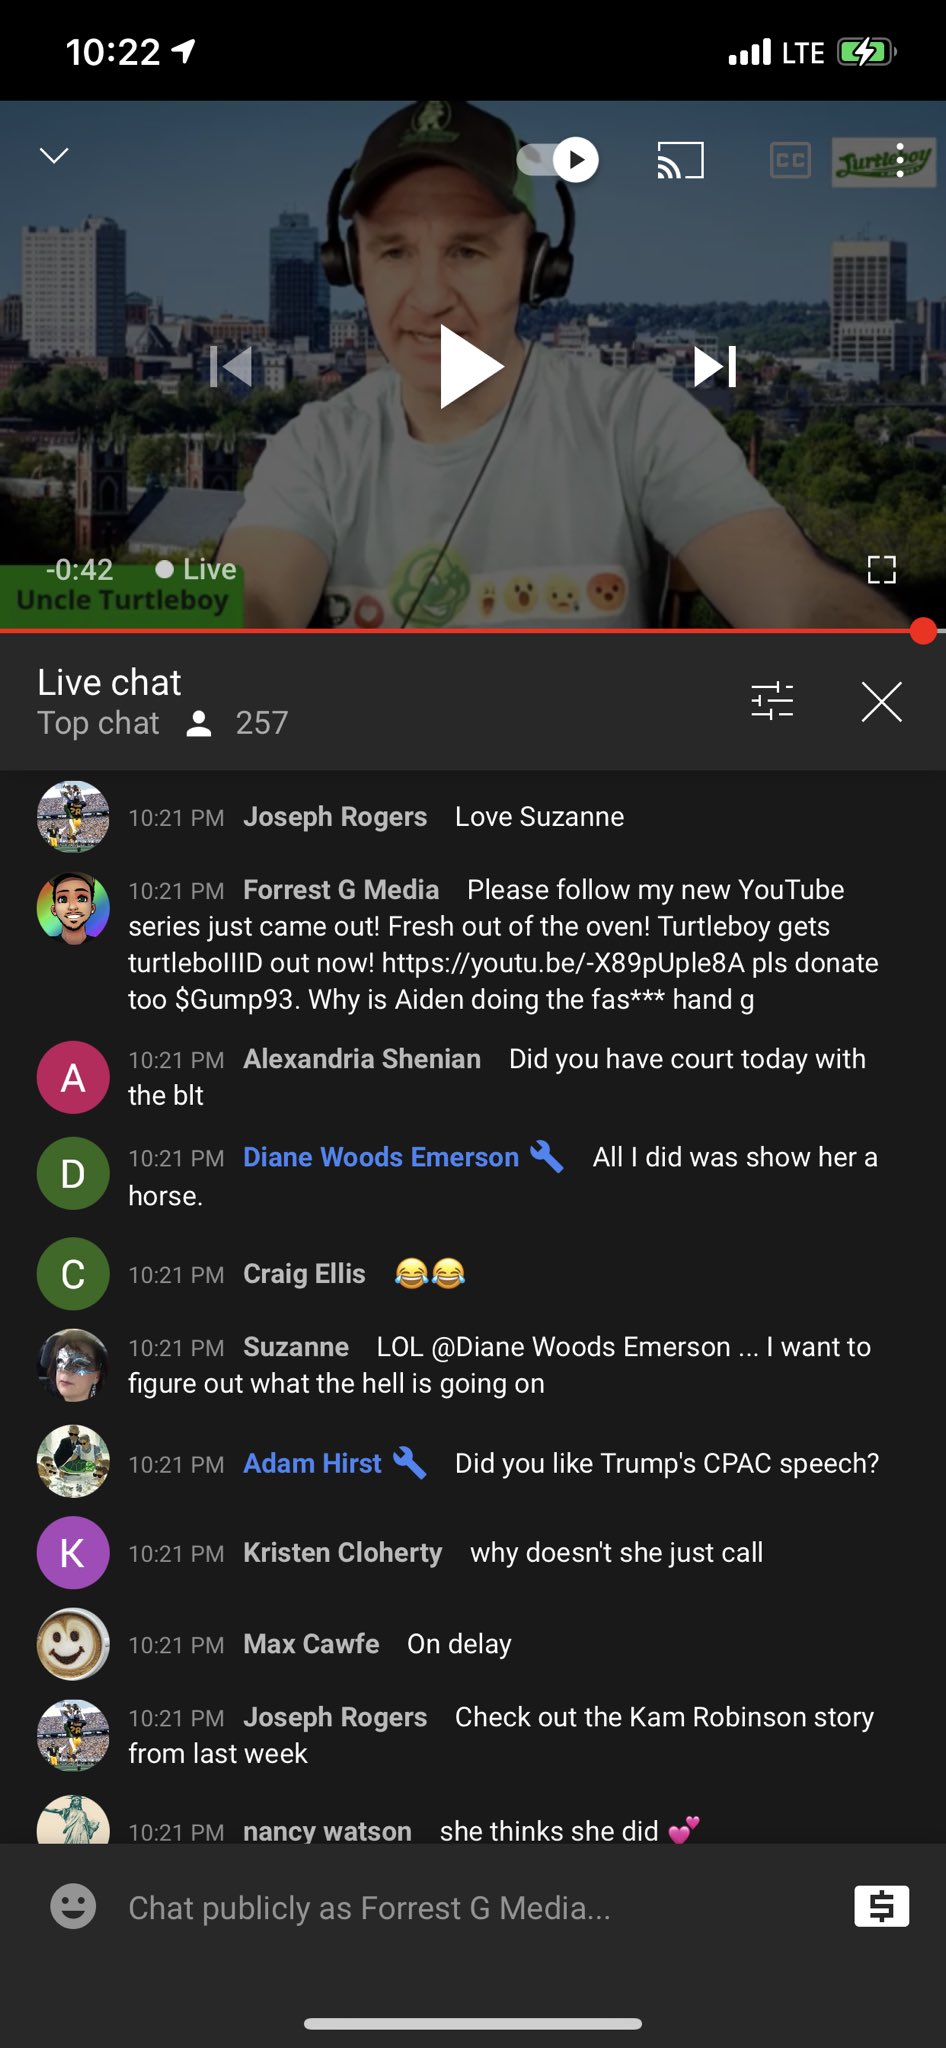 10:22
LTE
CC
Turtleboy
-0:42
Live
Uncle Turtleboy
Live chat
Top chat 257
10:21 PM Joseph Rogers Love Suzanne
10:21 PM Forrest G Media Please follow my new YouTube
series just came out! Fresh out of the oven! Turtleboy gets
turtleboIIID out now! https://youtu.be/-X89pUple8A pls donate
too $Gump93. Why is Aiden doing the fas*** hand g
A
10:21 PM Alexandria Shenian Did you have court today with
the blt
D
10:21 PM Diane Woods Emerson All I did was show her a
horse.
C
10:21 PM Craig Ellis 😂😂
10:21 PM Suzanne LOL @Diane Woods Emerson ... I want to
figure out what the hell is going on
10:21 PM Adam Hirst Did you like Trump's CPAC speech?
K
10:21 PM Kristen Cloherty why doesn't she just call
10:21 PM Max Cawfe On delay
10:21 PM Joseph Rogers Check out the Kam Robinson story
from last week
10:21 PM nancy watson she thinks she did 💕
Chat publicly as Forrest G Media...
$